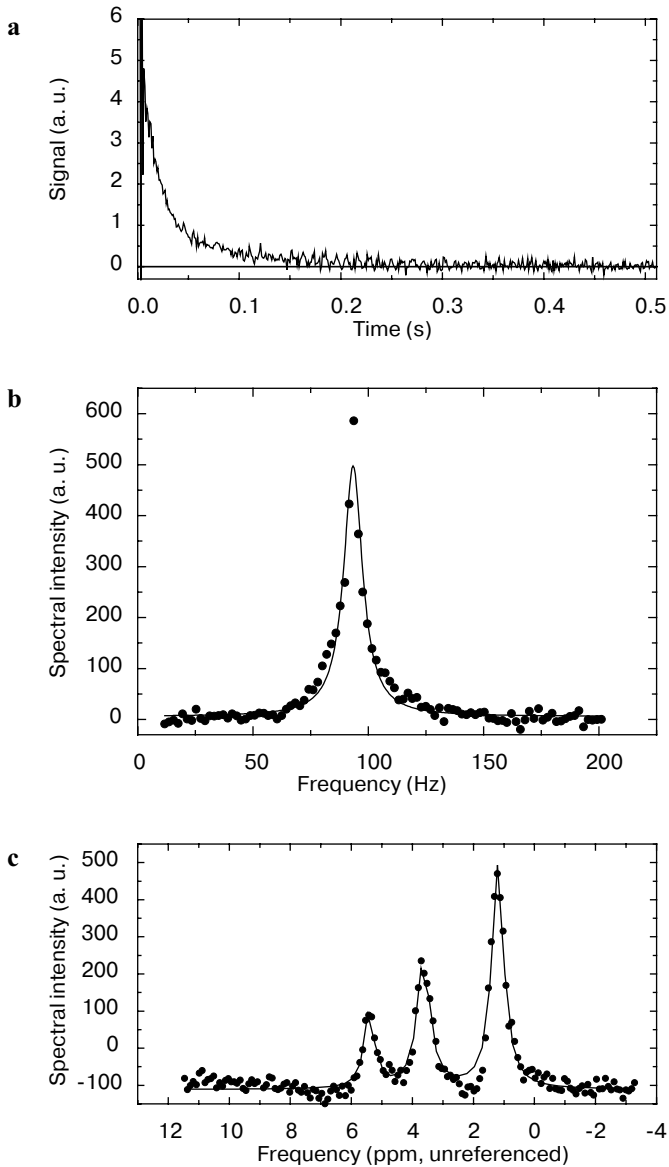 a
Signal (a. u.)
6
5
4
3
2
1
0
0.0 0.1 0.2 0.3 0.4 0.5
Time (s)
b
Spectral intensity (a. u.)
600
500
400
300
200
100
0
0 50 100 150 200
Frequency (Hz)
c
Spectral intensity (a. u.)
500
400
300
200
100
0
-100
12 10 8 6 4 2 0 -2 -4
Frequency (ppm, unreferenced)